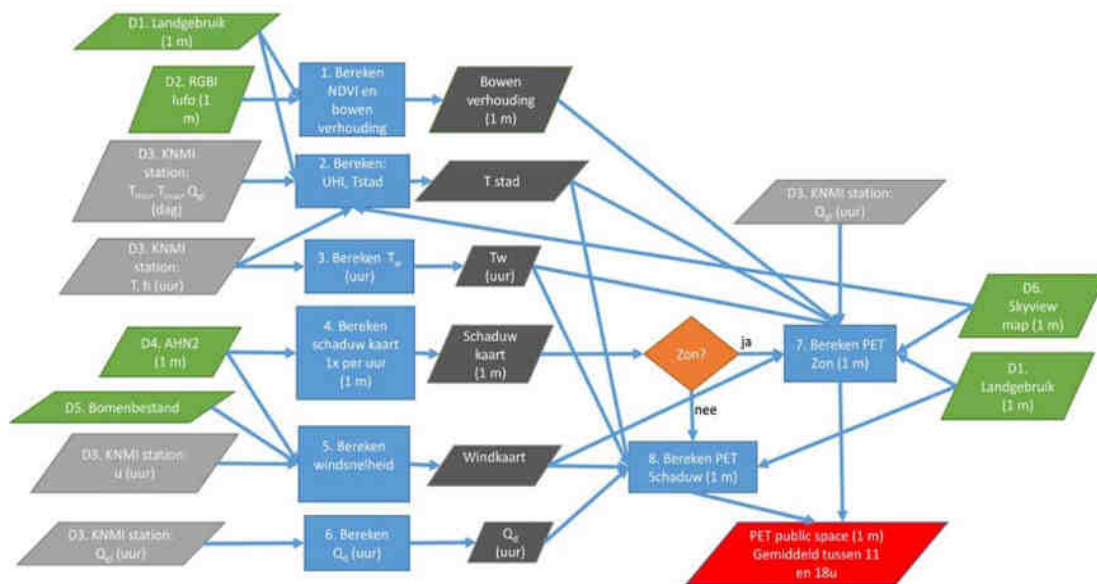 D1. Landgebruik
(1 m)
D2. RGBI
lufo (1
m)
1. Bereken
NDVI en
bowen
verhouding
Bowen
verhouding
(1 m)
D3. KNMI
station:
(dag)
2. Bereken:
UHI, Tstad
T stad
D3. KNMI station:
Qgl (uur)
D3. KNMI
station:
T, h (uur)
3. Bereken Tw
(uur)
Tw
(uur)
D6.
Skyview
map (1 m)
D4. AHN2
(1 m)
4. Bereken
schaduw kaart
1x per uur
(1 m)
Schaduw
kaart
(1 m)
Zon?
ja
nee
7. Bereken PET
Zon (1 m)
D1.
Landgebruik
(1 m)
D5. Bomenbestand
D3. KNMI station:
u (uur)
5. Bereken
windsnelheid
Windkaart
8. Bereken PET
Schaduw (1 m)
D3. KNMI station:
Qgl (uur)
6. Bereken
Qd (uur)
Qd
(uur)
PET public space (1 m)
Gemiddeld tussen 11
en 18u